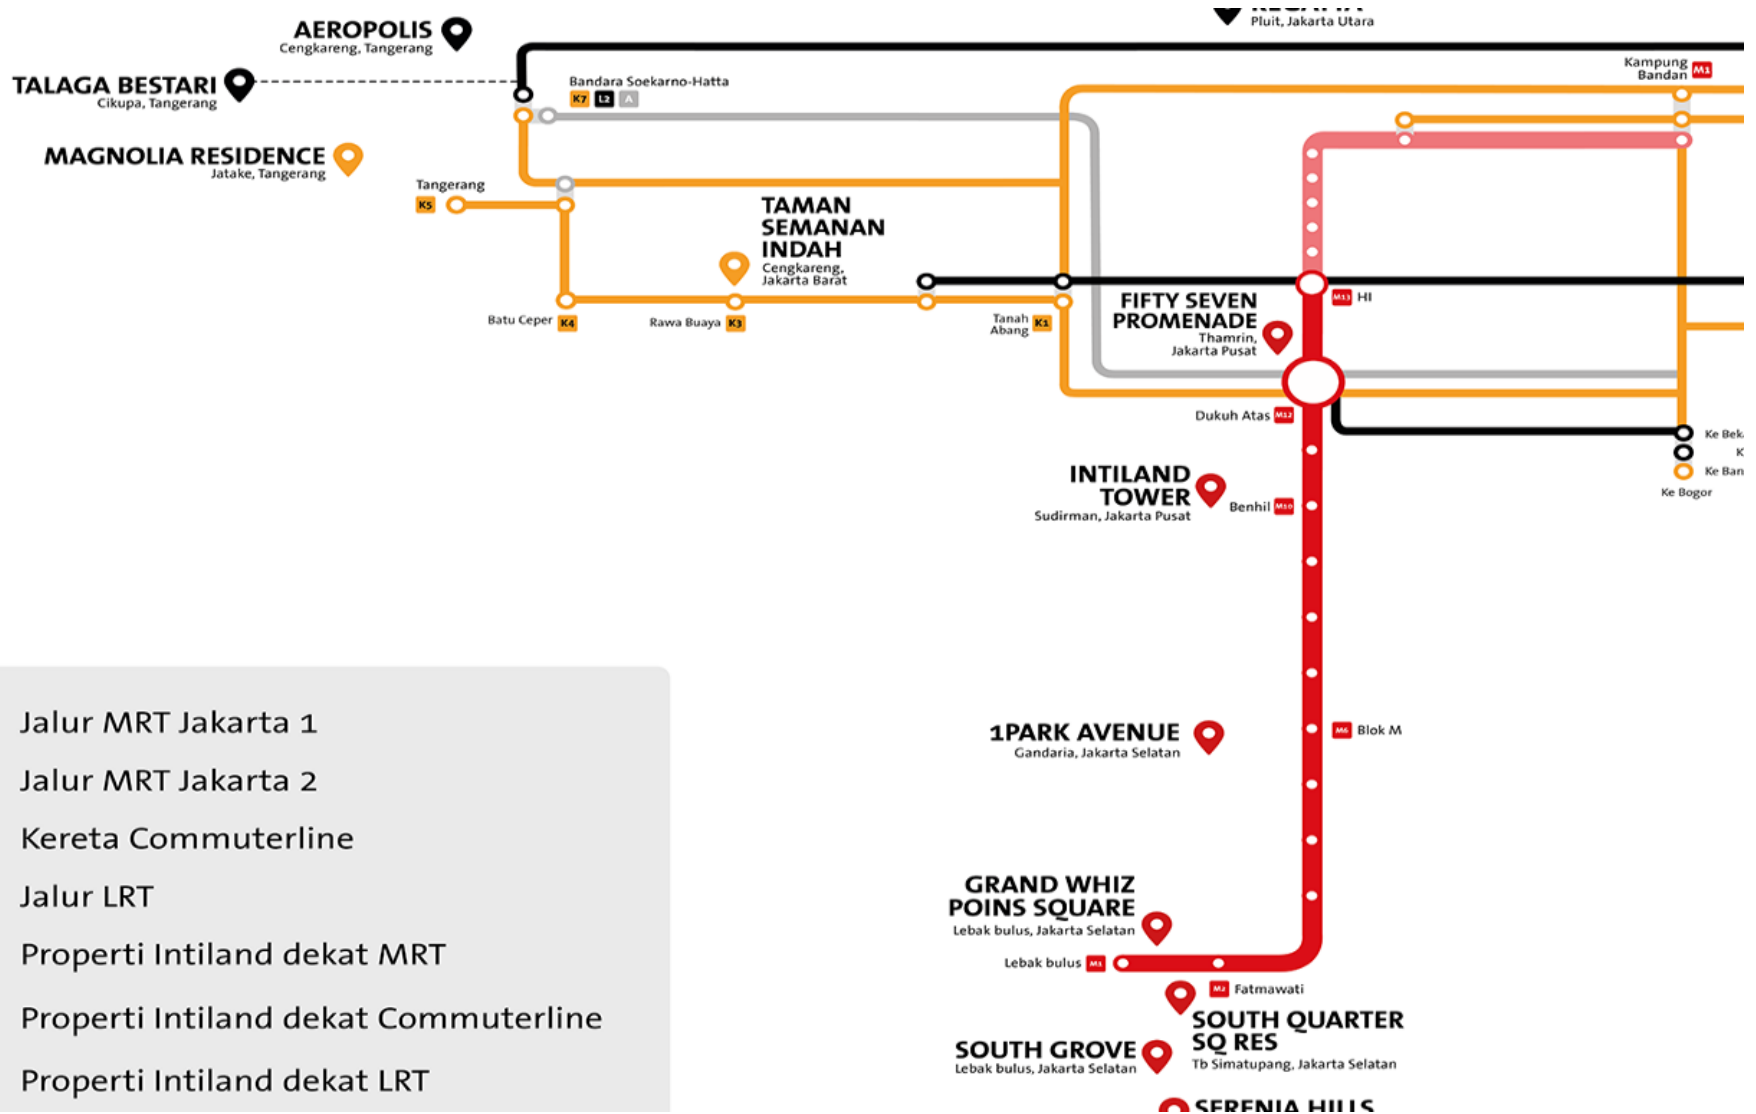 Pluit, Jakarta Utara
AEROPOLIS
Cengkareng, Tangerang
TALAGA BESTARI
Cikupa, Tangerang
Bandara Soekarno-Hatta
K7 L2 A
Kampung
Bandan M1
MAGNOLIA RESIDENCE
Jatake, Tangerang
Tangerang
K5
TAMAN
SEMANAN
INDAH
Cengkareng,
Jakarta Barat
Batu Ceper K4
Rawa Buaya K3
Tanah
Abang K1
FIFTY SEVEN
PROMENADE
Thamrin,
Jakarta Pusat
M13 HI
Dukuh Atas M12
Ke Bek
K
Ke Ban
Ke Bogor
INTILAND
TOWER
Sudirman, Jakarta Pusat
Benhil M10
1PARK AVENUE
Gandaria, Jakarta Selatan
M6 Blok M
GRAND WHIZ
POINS SQUARE
Lebak bulus, Jakarta Selatan
Lebak bulus M1
M2 Fatmawati
SOUTH QUARTER
SQ RES
Tb Simatupang, Jakarta Selatan
SOUTH GROVE
Lebak bulus, Jakarta Selatan
SERENIA HILLS
Jalur MRT Jakarta 1
Jalur MRT Jakarta 2
Kereta Commuterline
Jalur LRT
Properti Intiland dekat MRT
Properti Intiland dekat Commuterline
Properti Intiland dekat LRT